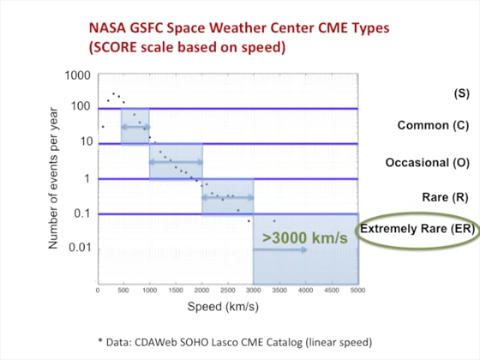 NASA GSFC Space Weather Center CME Types
(SCORE scale based on speed)
1000
100
10
1
0.1
0.01
Number of events per year
(S)
Common (C)
Occasional (O)
Rare (R)
Extremely Rare (ER)
>3000 km/s
0 500 1000 1500 2000 2500 3000 3500 4000 4500 5000
Speed (km/s)
* Data: CDAWeb SOHO Lasco CME Catalog (linear speed)